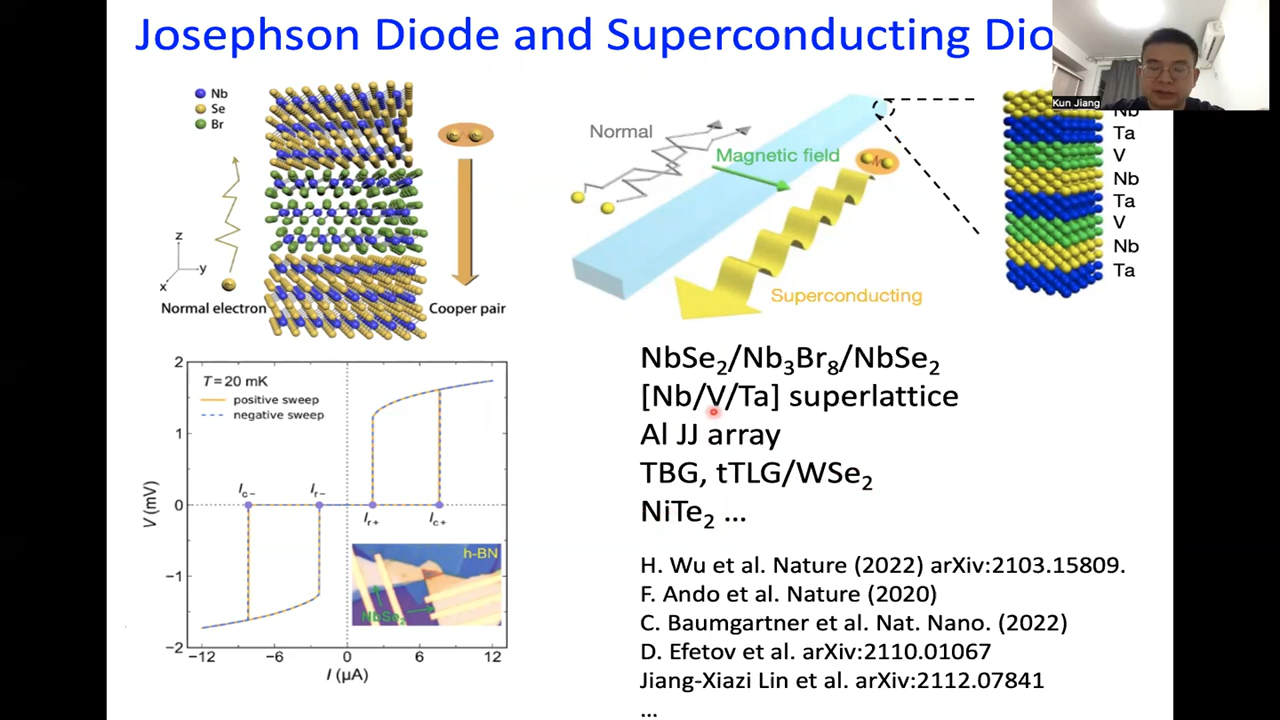 Josephson Diode and Superconducting Dio
Kun Jiang
Nb
Se
Br
z
y
x
Normal electron
Cooper pair
Normal
Magnetic field
Superconducting
Nb
Ta
V
Nb
Ta
V
Nb
Ta
2
1
0
−1
−2
V (mV)
T = 20 mK
positive sweep
negative sweep
Ic−
Ir−
Ir+
Ic+
h-BN
NbSe2
−12
−6
0
6
12
I (μA)
NbSe2/Nb3Br8/NbSe2
[Nb/V/Ta] superlattice
Al JJ array
TBG, tTLG/WSe2
NiTe2 ...
H. Wu et al. Nature (2022) arXiv:2103.15809.
F. Ando et al. Nature (2020)
C. Baumgartner et al. Nat. Nano. (2022)
D. Efetov et al. arXiv:2110.01067
Jiang-Xiazi Lin et al. arXiv:2112.07841
...